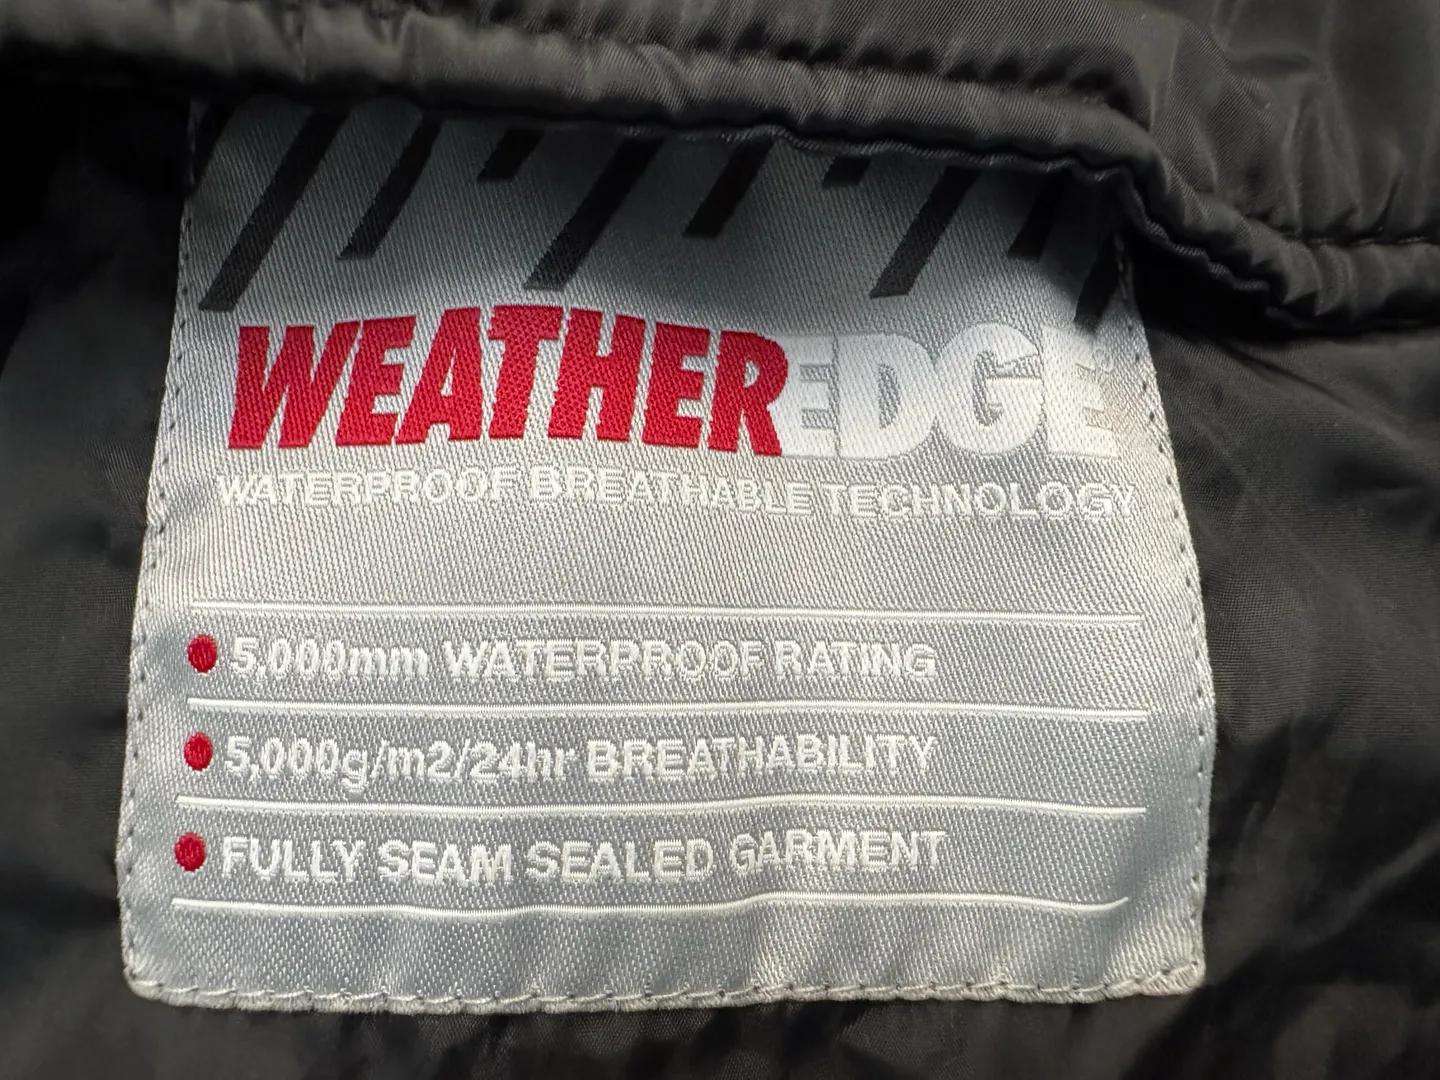 WEATHEREDGE
WATERPROOF BREATHABLE TECHNOLOGY
5,000mm WATERPROOF RATING
5,000g/m2/24hr BREATHABILITY
FULLY SEAM SEALED GARMENT